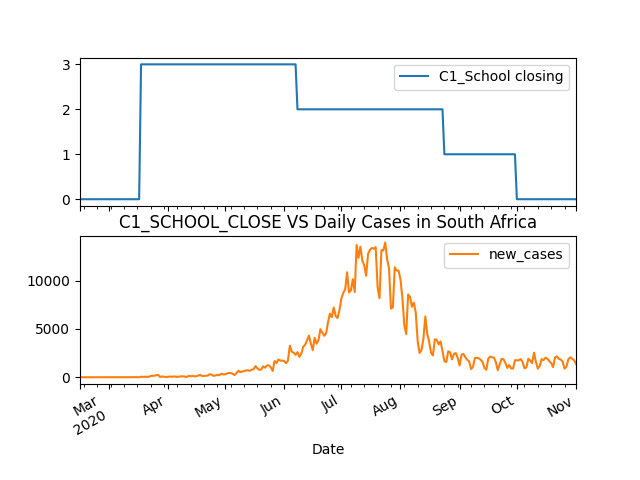 3
2
1
0
C1_School closing
C1_SCHOOL_CLOSE VS Daily Cases in South Africa
10000
5000
0
new_cases
Mar
2020
Apr
May
Jun
Jul
Aug
Sep
Oct
Nov
Date